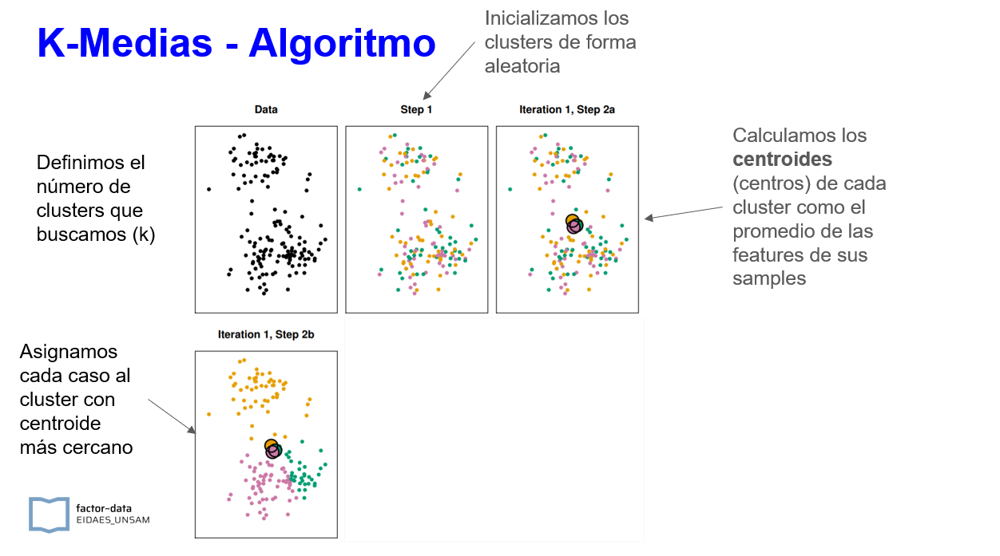 K-Medias - Algoritmo
Inicializamos los
clusters de forma
aleatoria
Data
Step 1
Iteration 1, Step 2a
Definimos el
número de
clusters que
buscamos (k)
Calculamos los
centroides
(centros) de cada
cluster como el
promedio de las
features de sus
samples
Iteration 1, Step 2b
Asignamos
cada caso al
cluster con
centroide
más cercano
factor~data
EIDAES_UNSAM